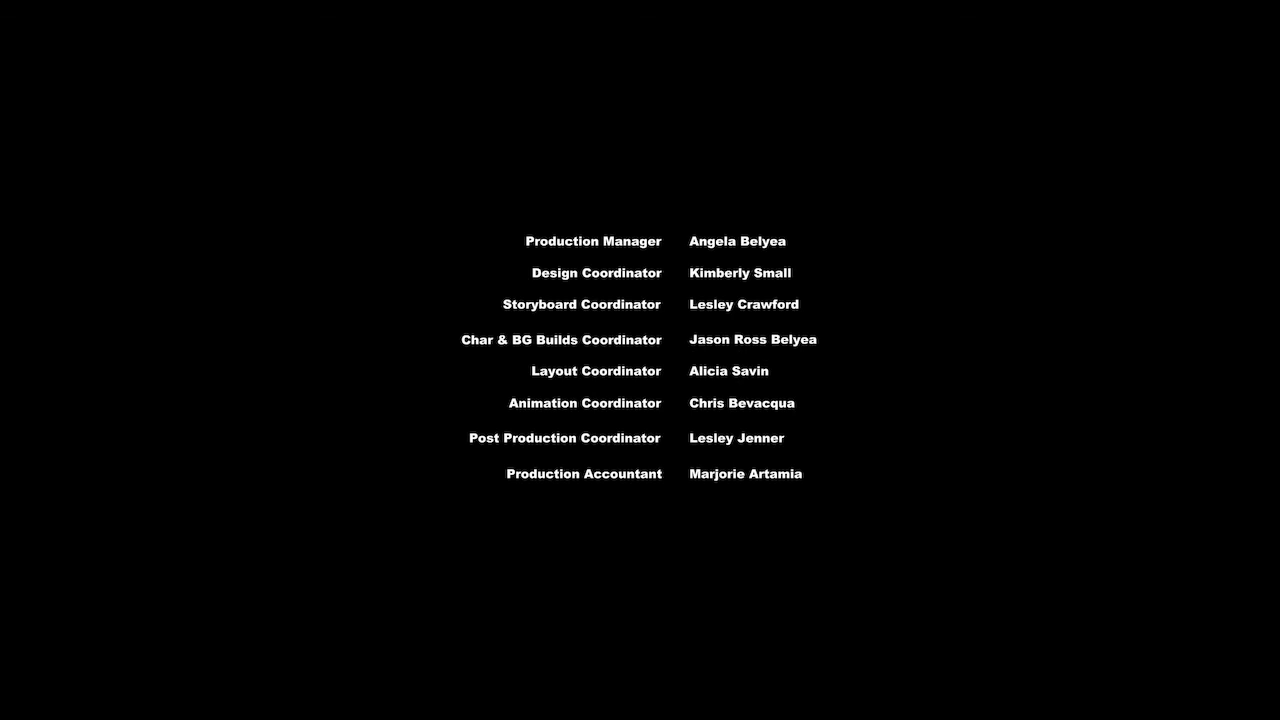 Production Manager Angela Belyea
Design Coordinator Kimberly Small
Storyboard Coordinator Lesley Crawford
Char & BG Builds Coordinator Jason Ross Belyea
Layout Coordinator Alicia Savin
Animation Coordinator Chris Bevacqua
Post Production Coordinator Lesley Jenner
Production Accountant Marjorie Artamia